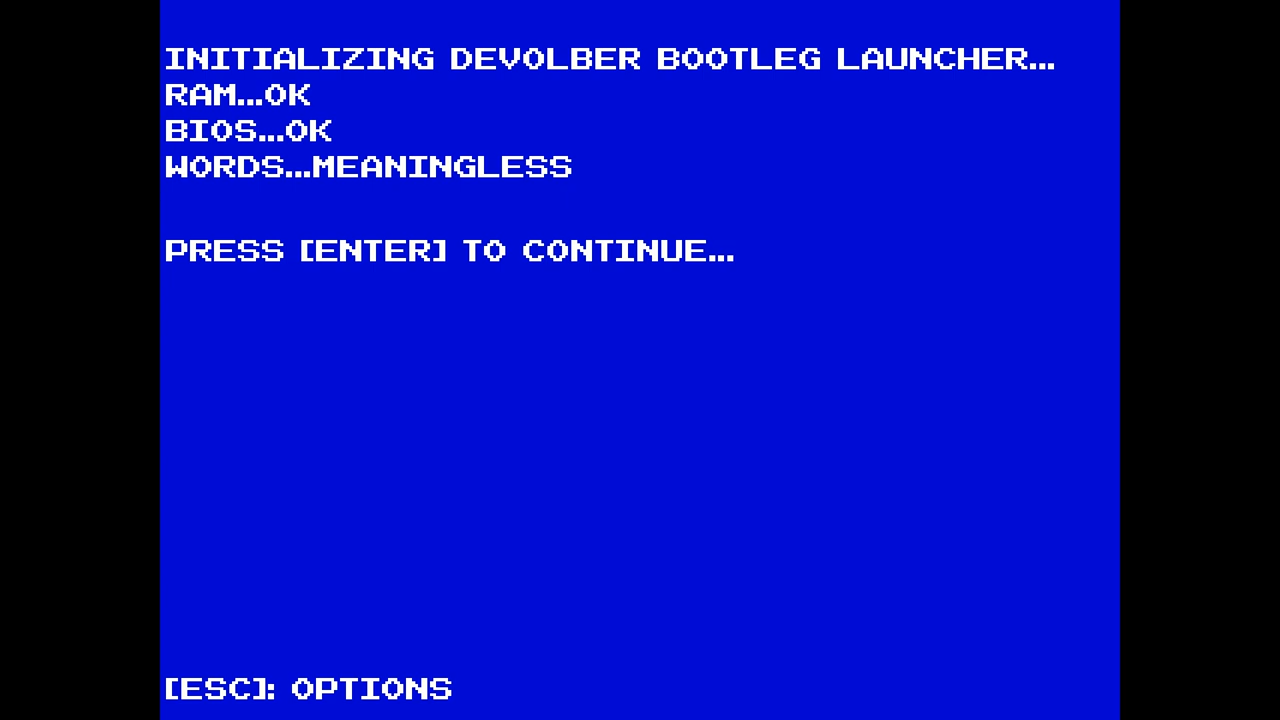 INITIALIZING DEVOLBER BOOTLEG LAUNCHER...
RAM...OK
BIOS...OK
WORDS...MEANINGLESS
PRESS [ENTER] TO CONTINUE...
[ESC]: OPTIONS